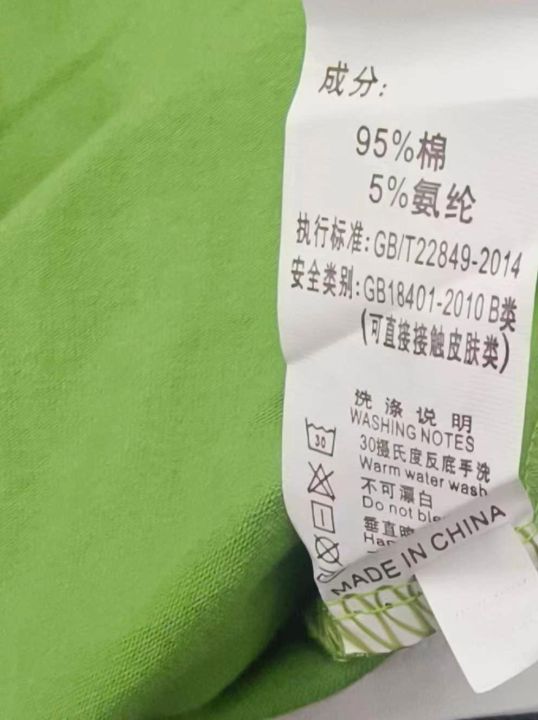 成分:
95%棉
5%氨纶
执行标准:GB/T22849-2014
安全类别:GB18401-2010 B类
(可直接接触皮肤类)
洗涤说明
WASHING NOTES
30
30摄氏度反底手洗
Warm water wash
不可漂白
Do not
垂直
MADE IN CHINA